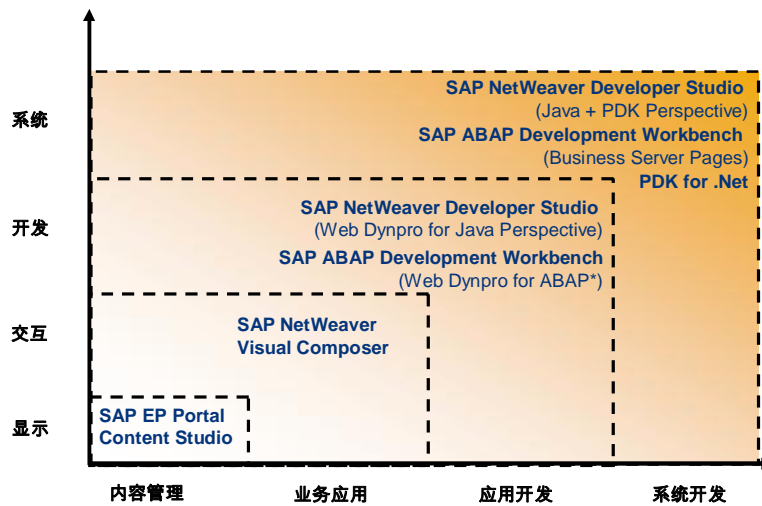 系统
SAP NetWeaver Developer Studio
(Java + PDK Perspective)
SAP ABAP Development Workbench
(Business Server Pages)
PDK for .Net
开发
SAP NetWeaver Developer Studio
(Web Dynpro for Java Perspective)
SAP ABAP Development Workbench
(Web Dynpro for ABAP*)
交互
SAP NetWeaver
Visual Composer
显示
SAP EP Portal
Content Studio
内容管理
业务应用
应用开发
系统开发